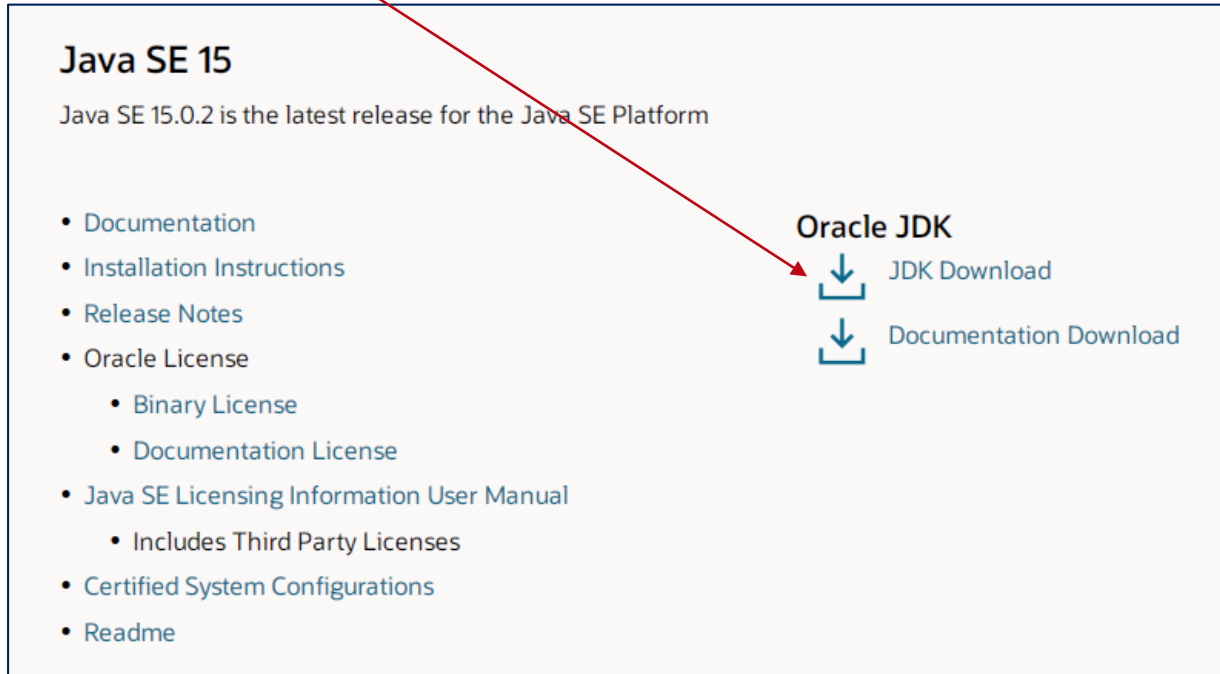 Java SE 15
Java SE 15.0.2 is the latest release for the Java SE Platform
• Documentation
• Installation Instructions
• Release Notes
• Oracle License
• Binary License
• Documentation License
• Java SE Licensing Information User Manual
• Includes Third Party Licenses
• Certified System Configurations
• Readme
Oracle JDK
JDK Download
Documentation Download